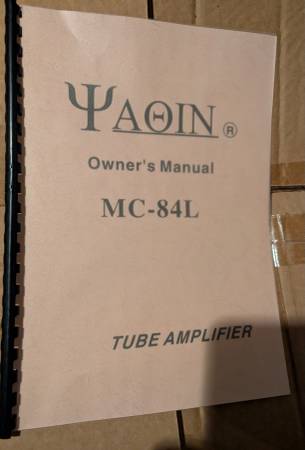 ΨAΘIN ®
Owner's Manual
MC-84L
TUBE AMPLIFIER